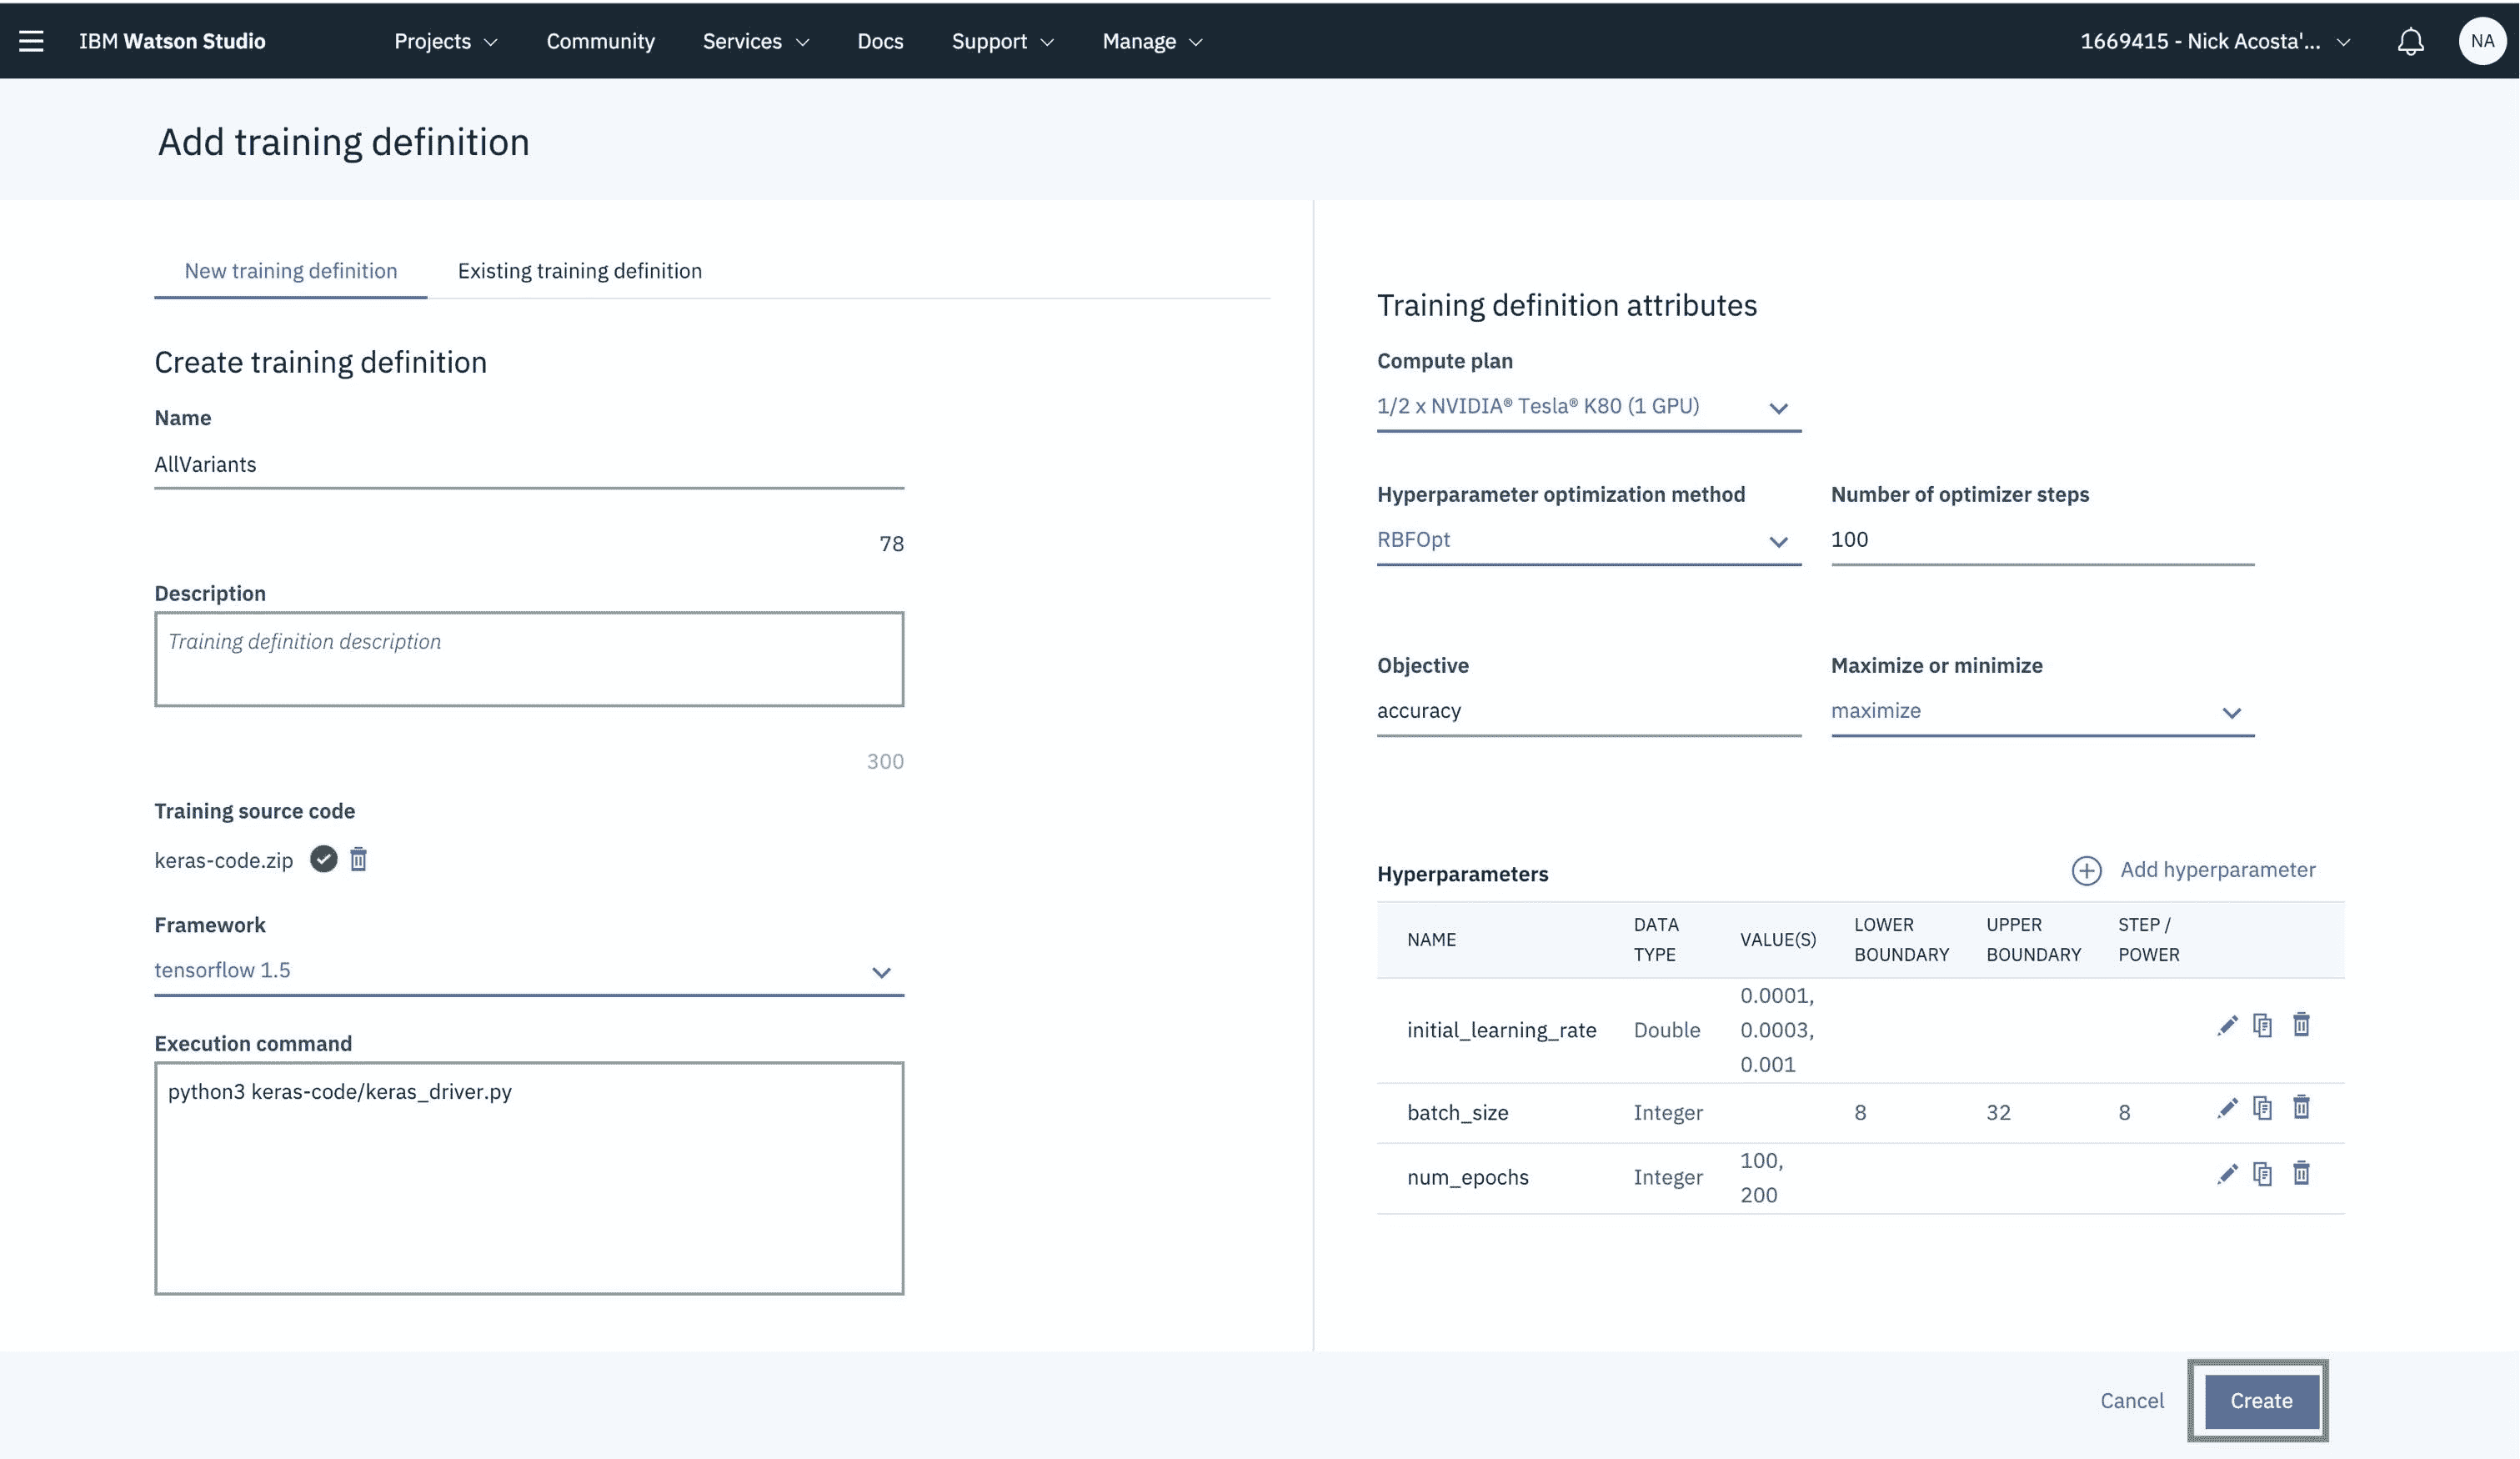 IBM Watson Studio Projects Community Services Docs Support Manage 1669415 - Nick Acosta'... NA
Add training definition
New training definition Existing training definition
Create training definition
Name
AllVariants
78
Description
Training definition description
300
Training source code
keras-code.zip
Framework
tensorflow 1.5
Execution command
python3 keras-code/keras_driver.py
Training definition attributes
Compute plan
1/2 x NVIDIA® Tesla® K80 (1 GPU)
Hyperparameter optimization method Number of optimizer steps
RBFOpt 100
Objective Maximize or minimize
accuracy maximize
Hyperparameters Add hyperparameter
NAME DATA TYPE VALUE(S) LOWER BOUNDARY UPPER BOUNDARY STEP / POWER
initial_learning_rate Double 0.0001, 0.0003, 0.001
batch_size Integer 8 32 8
num_epochs Integer 100, 200
Cancel Create